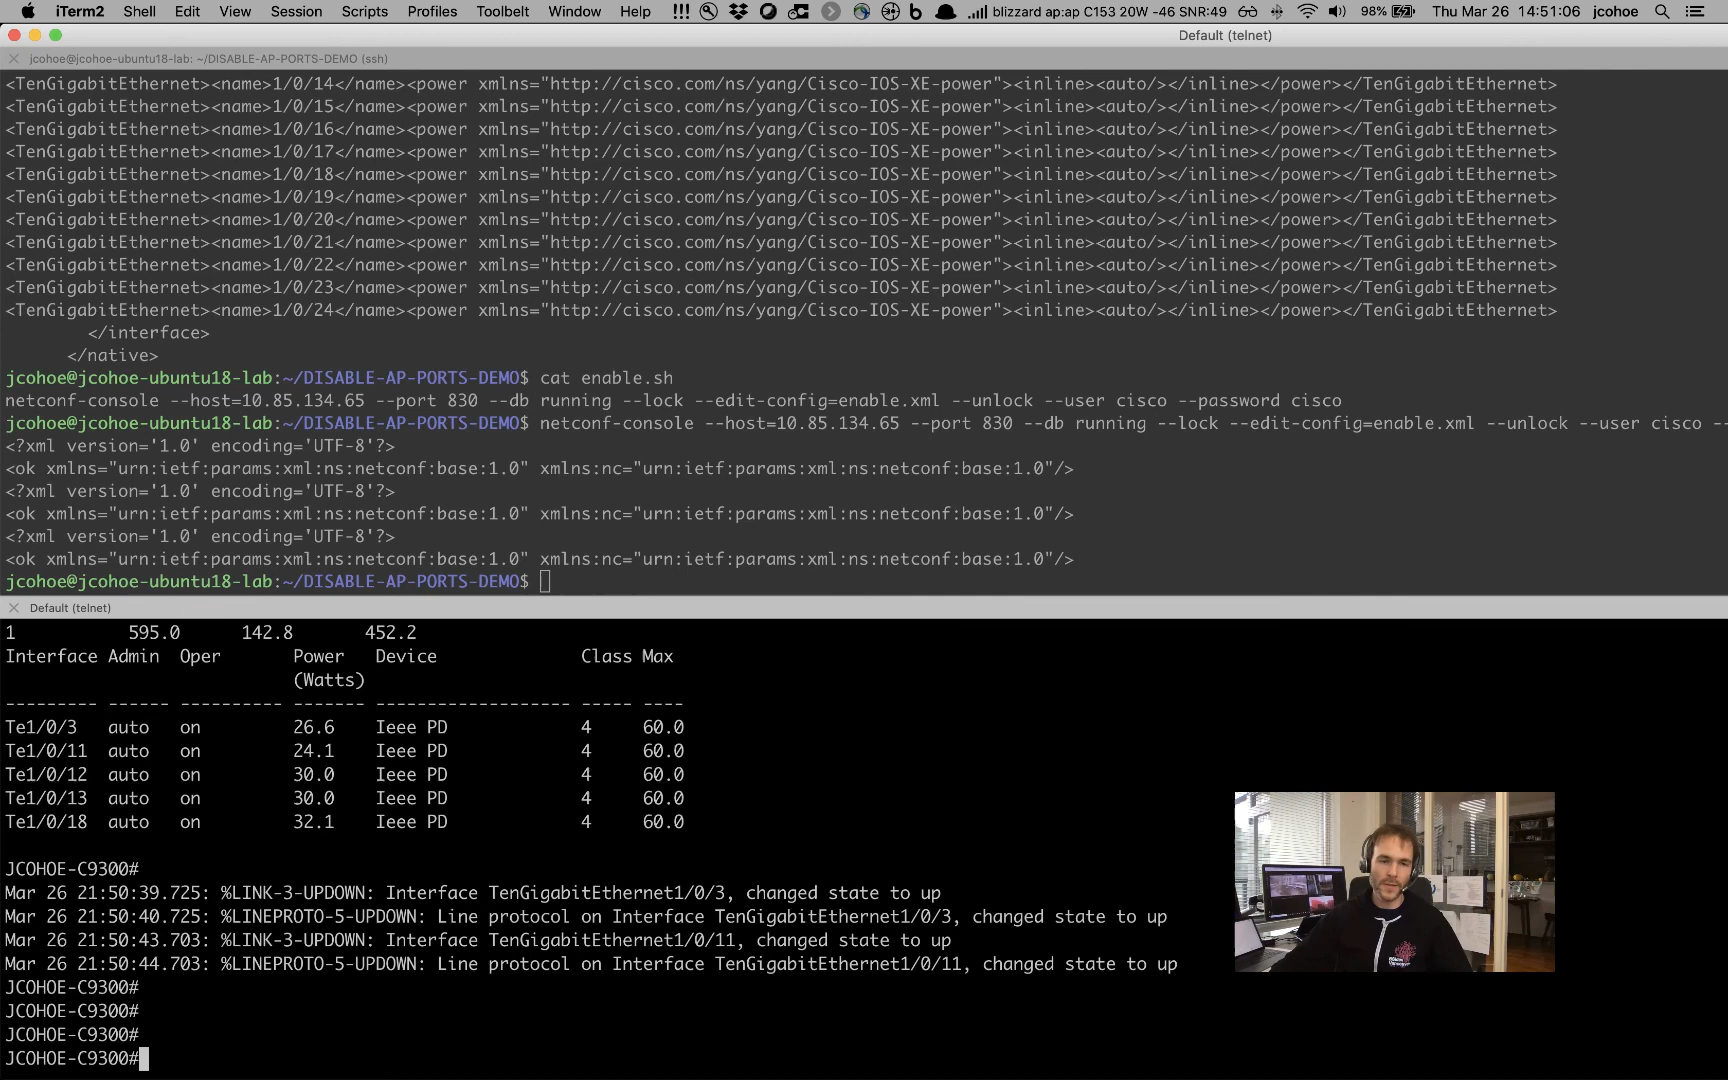 iTerm2 Shell Edit View Session Scripts Profiles Toolbelt Window Help !!! blizzard ap:ap C153 20W -46 SNR:49 98% Thu Mar 26 14:51:06 jcohoe
Default (telnet)
jcohoe@jcohoe-ubuntu18-lab: ~/DISABLE-AP-PORTS-DEMO (ssh)
<TenGigabitEthernet><name>1/0/14</name><power xmlns="http://cisco.com/ns/yang/Cisco-IOS-XE-power"><inline><auto/></inline></power></TenGigabitEthernet>
<TenGigabitEthernet><name>1/0/15</name><power xmlns="http://cisco.com/ns/yang/Cisco-IOS-XE-power"><inline><auto/></inline></power></TenGigabitEthernet>
<TenGigabitEthernet><name>1/0/16</name><power xmlns="http://cisco.com/ns/yang/Cisco-IOS-XE-power"><inline><auto/></inline></power></TenGigabitEthernet>
<TenGigabitEthernet><name>1/0/17</name><power xmlns="http://cisco.com/ns/yang/Cisco-IOS-XE-power"><inline><auto/></inline></power></TenGigabitEthernet>
<TenGigabitEthernet><name>1/0/18</name><power xmlns="http://cisco.com/ns/yang/Cisco-IOS-XE-power"><inline><auto/></inline></power></TenGigabitEthernet>
<TenGigabitEthernet><name>1/0/19</name><power xmlns="http://cisco.com/ns/yang/Cisco-IOS-XE-power"><inline><auto/></inline></power></TenGigabitEthernet>
<TenGigabitEthernet><name>1/0/20</name><power xmlns="http://cisco.com/ns/yang/Cisco-IOS-XE-power"><inline><auto/></inline></power></TenGigabitEthernet>
<TenGigabitEthernet><name>1/0/21</name><power xmlns="http://cisco.com/ns/yang/Cisco-IOS-XE-power"><inline><auto/></inline></power></TenGigabitEthernet>
<TenGigabitEthernet><name>1/0/22</name><power xmlns="http://cisco.com/ns/yang/Cisco-IOS-XE-power"><inline><auto/></inline></power></TenGigabitEthernet>
<TenGigabitEthernet><name>1/0/23</name><power xmlns="http://cisco.com/ns/yang/Cisco-IOS-XE-power"><inline><auto/></inline></power></TenGigabitEthernet>
<TenGigabitEthernet><name>1/0/24</name><power xmlns="http://cisco.com/ns/yang/Cisco-IOS-XE-power"><inline><auto/></inline></power></TenGigabitEthernet>
</interface>
</native>
jcohoe@jcohoe-ubuntu18-lab:~/DISABLE-AP-PORTS-DEMO$ cat enable.sh
netconf-console --host=10.85.134.65 --port 830 --db running --lock --edit-config=enable.xml --unlock --user cisco --password cisco
jcohoe@jcohoe-ubuntu18-lab:~/DISABLE-AP-PORTS-DEMO$ netconf-console --host=10.85.134.65 --port 830 --db running --lock --edit-config=enable.xml --unlock --user cisco --
<?xml version='1.0' encoding='UTF-8'?>
<ok xmlns="urn:ietf:params:xml:ns:netconf:base:1.0" xmlns:nc="urn:ietf:params:xml:ns:netconf:base:1.0"/>
<?xml version='1.0' encoding='UTF-8'?>
<ok xmlns="urn:ietf:params:xml:ns:netconf:base:1.0" xmlns:nc="urn:ietf:params:xml:ns:netconf:base:1.0"/>
<?xml version='1.0' encoding='UTF-8'?>
<ok xmlns="urn:ietf:params:xml:ns:netconf:base:1.0" xmlns:nc="urn:ietf:params:xml:ns:netconf:base:1.0"/>
jcohoe@jcohoe-ubuntu18-lab:~/DISABLE-AP-PORTS-DEMO$
Default (telnet)
1 595.0 142.8 452.2
Interface Admin Oper Power Device Class Max
(Watts)
--------- ------ ---------- ------- ------------------- ----- ----
Te1/0/3 auto on 26.6 Ieee PD 4 60.0
Te1/0/11 auto on 24.1 Ieee PD 4 60.0
Te1/0/12 auto on 30.0 Ieee PD 4 60.0
Te1/0/13 auto on 30.0 Ieee PD 4 60.0
Te1/0/18 auto on 32.1 Ieee PD 4 60.0
JCOHOE-C9300#
Mar 26 21:50:39.725: %LINK-3-UPDOWN: Interface TenGigabitEthernet1/0/3, changed state to up
Mar 26 21:50:40.725: %LINEPROTO-5-UPDOWN: Line protocol on Interface TenGigabitEthernet1/0/3, changed state to up
Mar 26 21:50:43.703: %LINK-3-UPDOWN: Interface TenGigabitEthernet1/0/11, changed state to up
Mar 26 21:50:44.703: %LINEPROTO-5-UPDOWN: Line protocol on Interface TenGigabitEthernet1/0/11, changed state to up
JCOHOE-C9300#
JCOHOE-C9300#
JCOHOE-C9300#
JCOHOE-C9300#